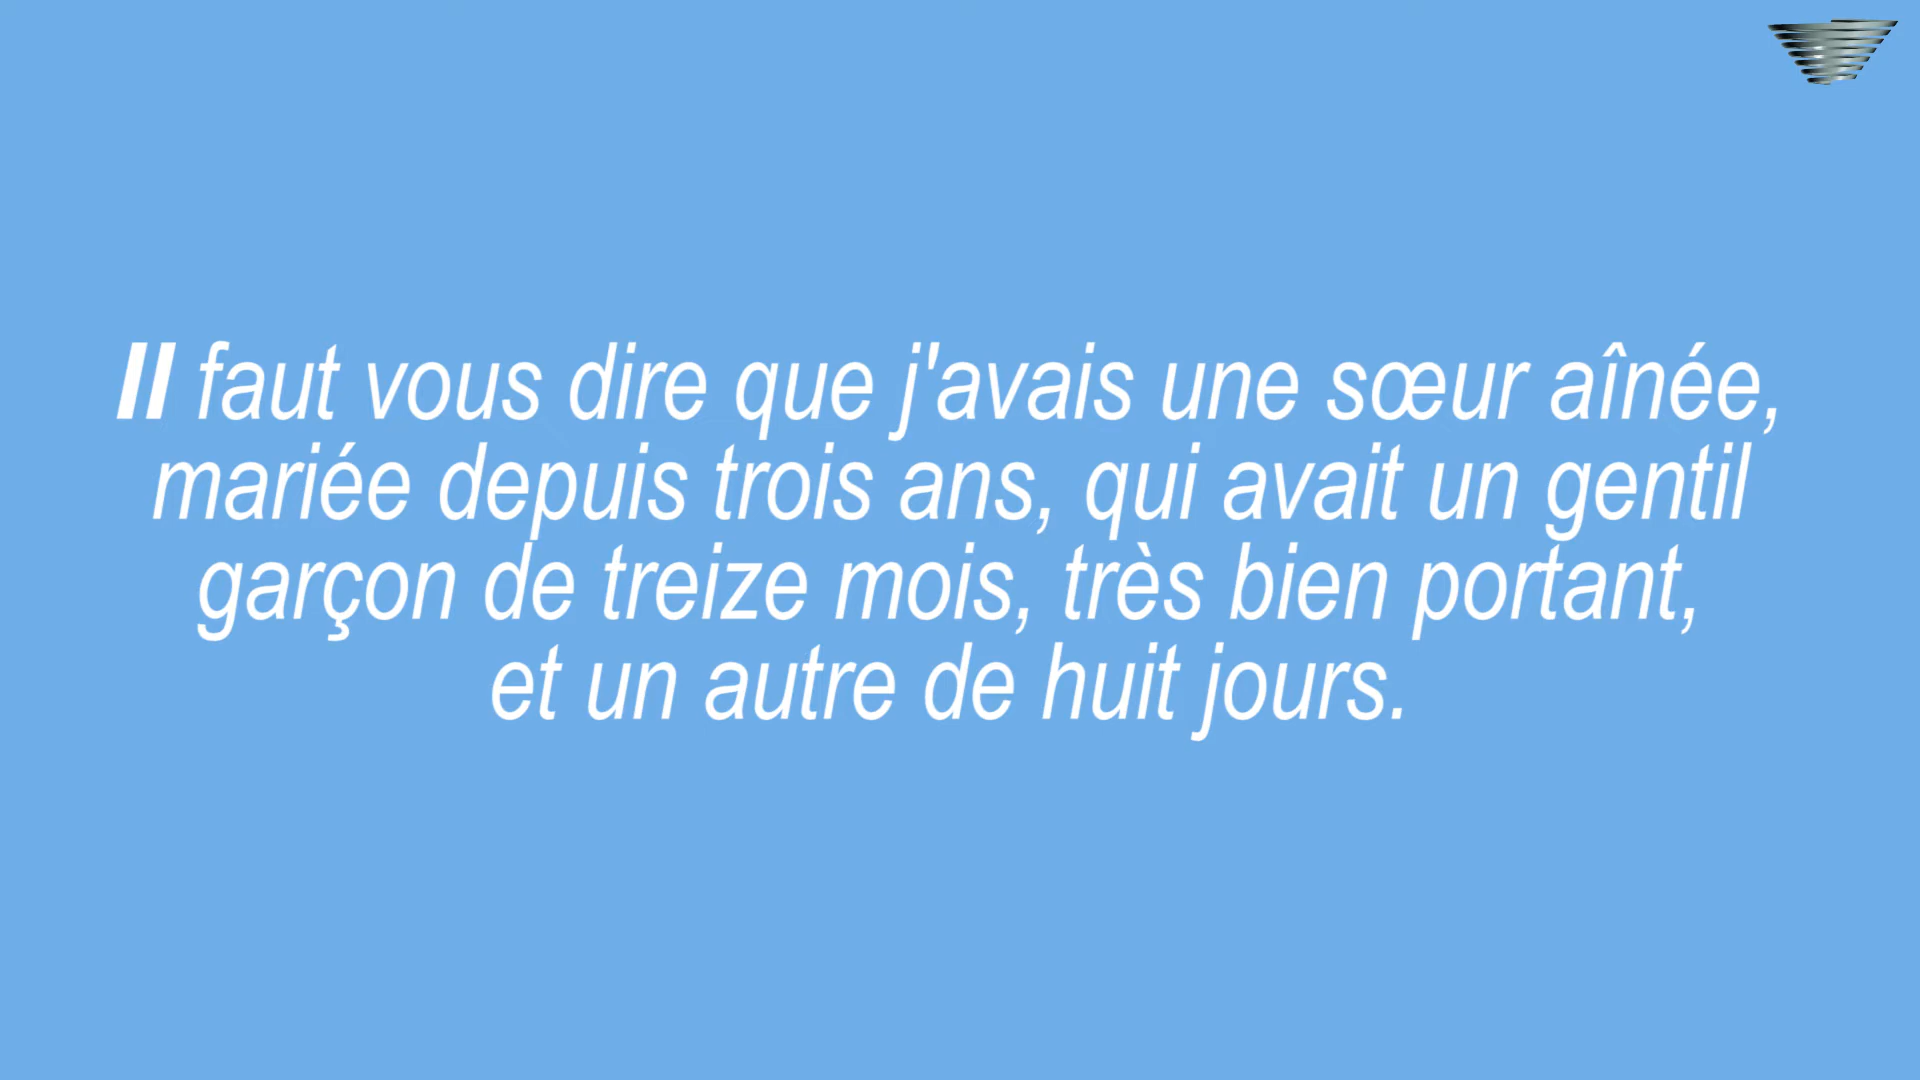 Il faut vous dire que j'avais une sœur aînée,
mariée depuis trois ans, qui avait un gentil
garçon de treize mois, très bien portant,
et un autre de huit jours.